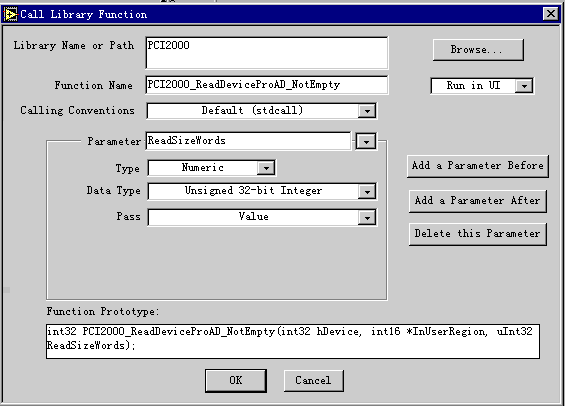 Call Library Function
Library Name or Path PCI2000 Browse...
Function Name PCI2000_ReadDeviceProAD_NotEmpty Run in UI
Calling Conventions Default (stdcall)
Parameter ReadSizeWords
Type Numeric Add a Parameter Before
Data Type Unsigned 32-bit Integer Add a Parameter After
Pass Value Delete this Parameter
Function Prototype:
int32 PCI2000_ReadDeviceProAD_NotEmpty(int32 hDevice, int16 *InUserRegion, uInt32
ReadSizeWords);
OK Cancel